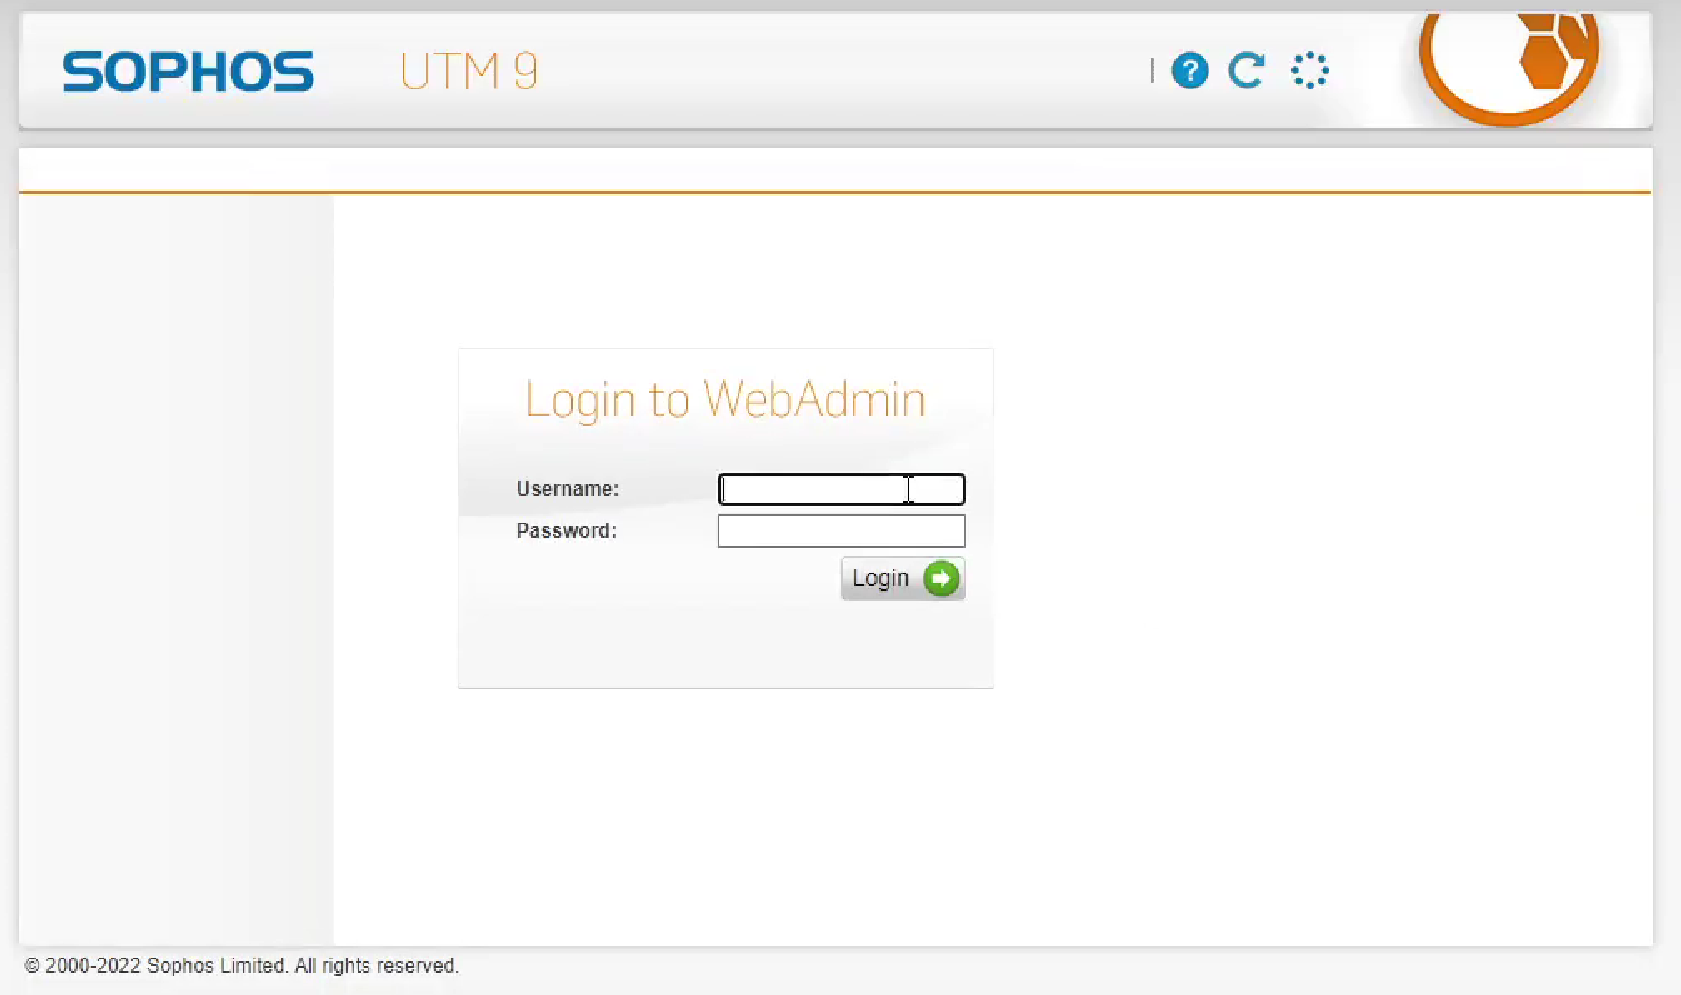 SOPHOS UTM 9
Login to WebAdmin
Username:
Password:
Login
© 2000-2022 Sophos Limited. All rights reserved.